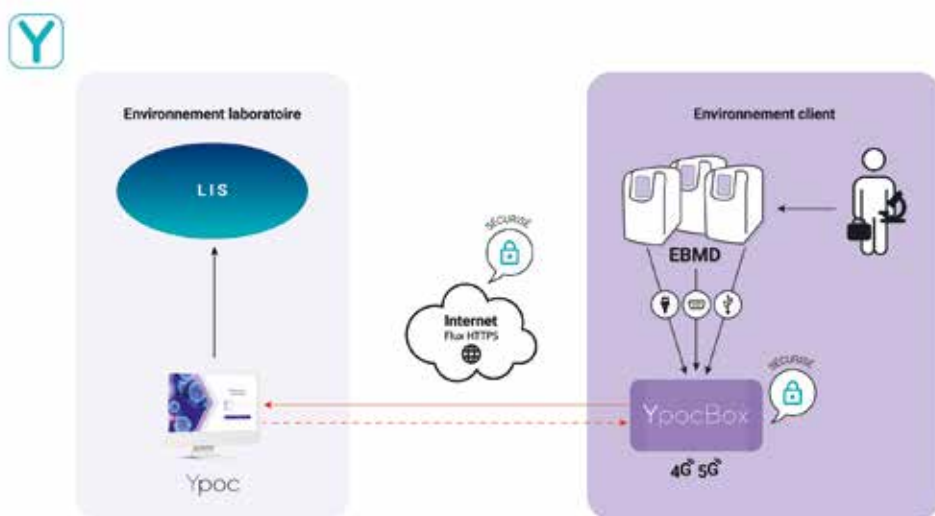 Y
Environnement laboratoire
LIS
Ypoc
SÉCURISÉ
Internet
Flux HTTPS
Environnement client
EBMD
SÉCURISÉ
YpocBox
4G 5G